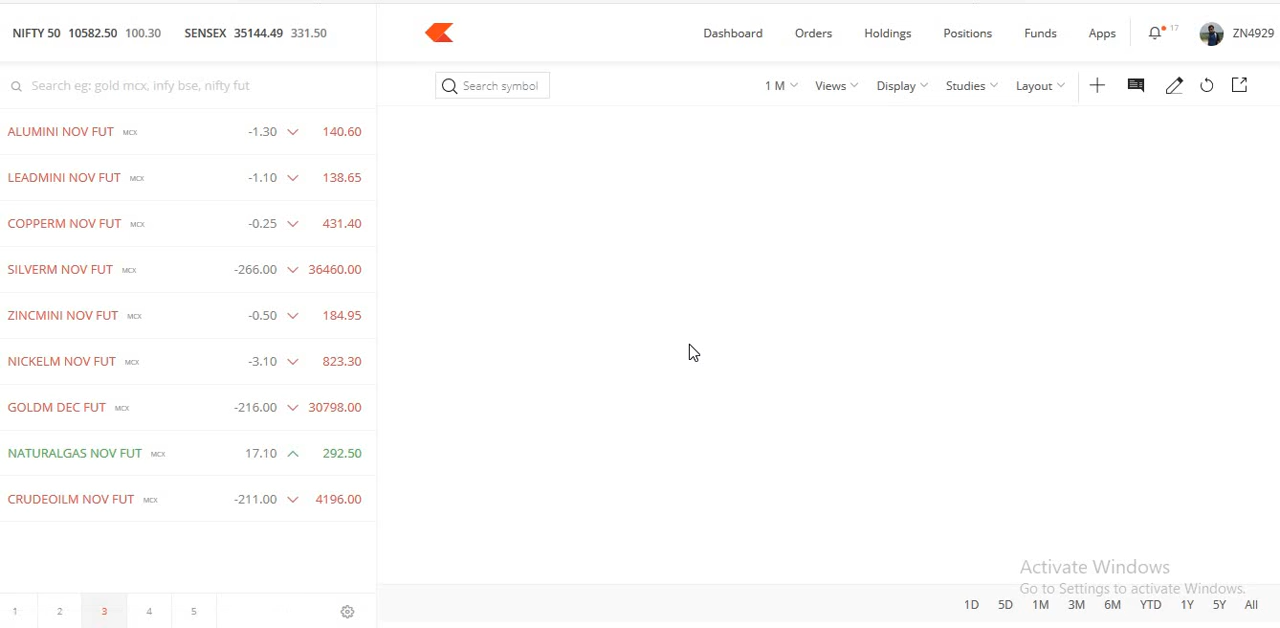 NIFTY 50 10582.50 100.30 SENSEX 35144.49 331.50
Dashboard Orders Holdings Positions Funds Apps 17 ZN4929
Search eg: gold mcx, infy bse, nifty fut
Search symbol 1 M Views Display Studies Layout
ALUMINI NOV FUT MCX -1.30 140.60
LEADMINI NOV FUT MCX -1.10 138.65
COPPERM NOV FUT MCX -0.25 431.40
SILVERM NOV FUT MCX -266.00 36460.00
ZINCMINI NOV FUT MCX -0.50 184.95
NICKELM NOV FUT MCX -3.10 823.30
GOLDM DEC FUT MCX -216.00 30798.00
NATURALGAS NOV FUT MCX 17.10 292.50
CRUDEOILM NOV FUT MCX -211.00 4196.00
Activate Windows
Go to Settings to activate Windows.
1D 5D 1M 3M 6M YTD 1Y 5Y All
1 2 3 4 5